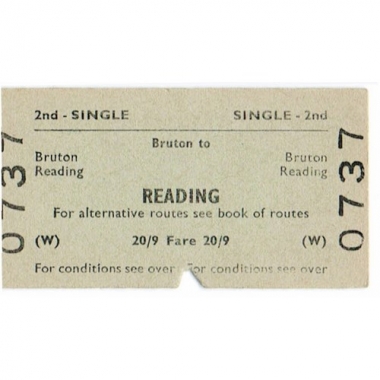 2nd - SINGLE SINGLE - 2nd
Bruton to
Bruton Bruton
Reading Reading
READING
For alternative routes see book of routes
(W) 20/9 Fare 20/9 (W)
For conditions see over For conditions see over
0737 0737